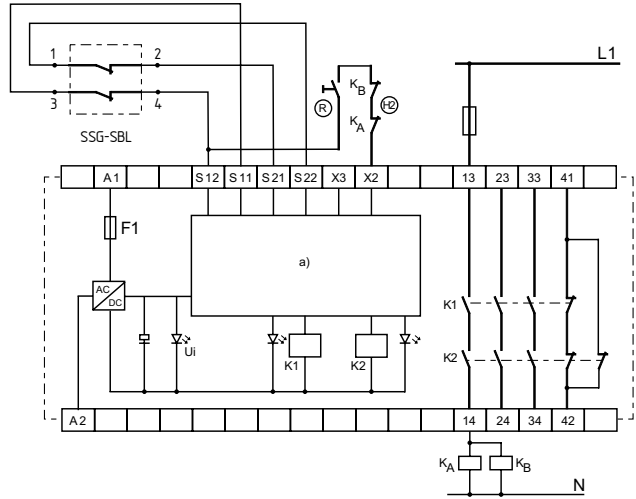 L1
1
2
3
4
SSG-SBL
R
KB
H2
KA
A1
S12
S11
S21
S22
X3
X2
13
23
33
41
F1
a)
AC
DC
Ui
K1
K2
K1
K2
A2
14
24
34
42
KA
KB
N